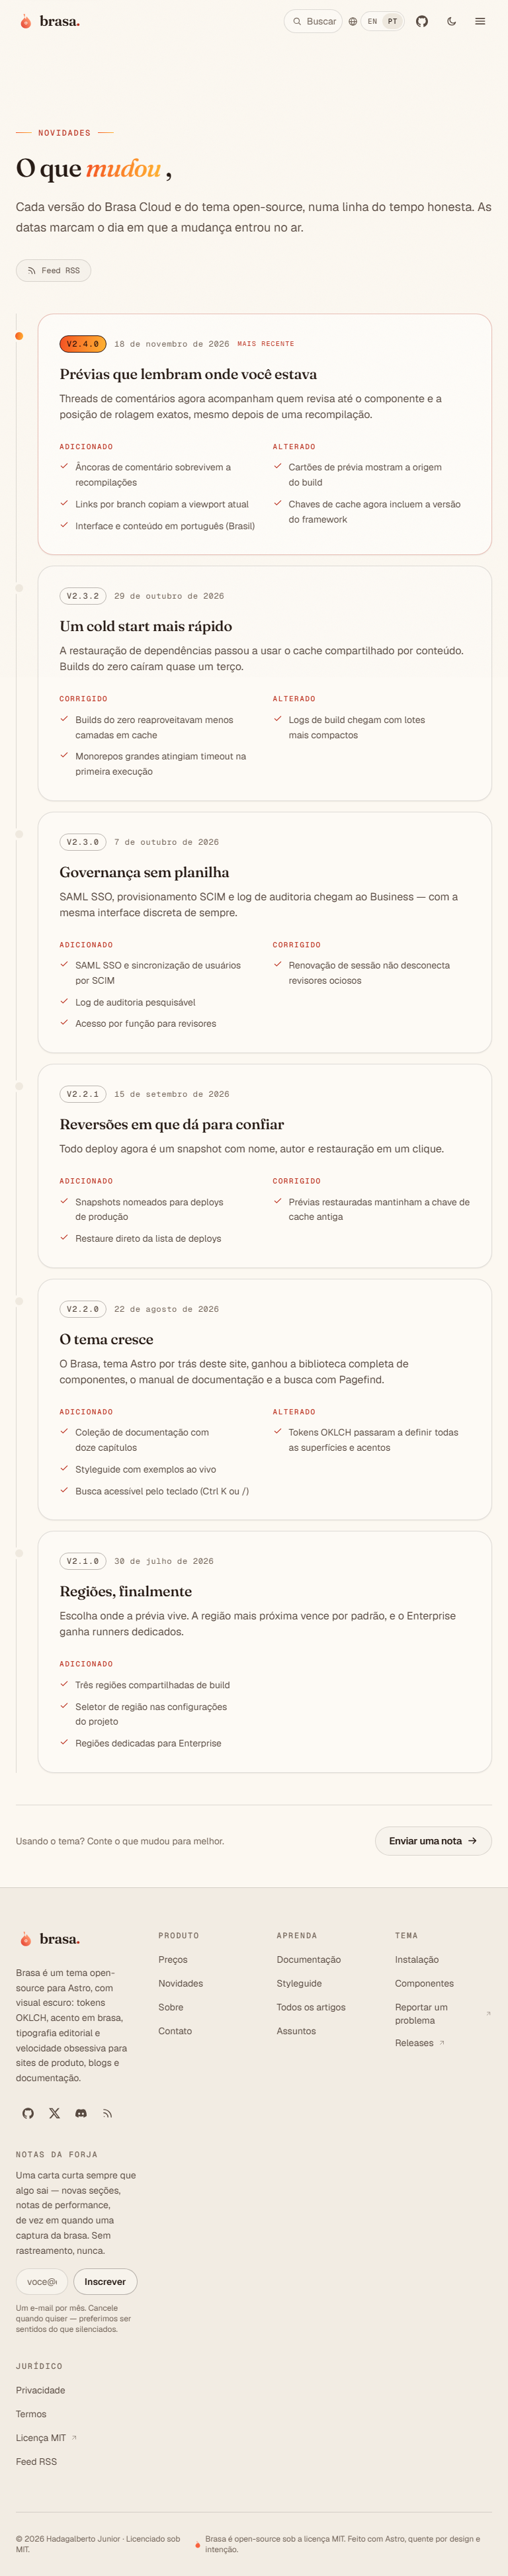 brasa.
Buscar
EN PT
NOVIDADES
O que mudou ,
Cada versão do Brasa Cloud e do tema open-source, numa linha do tempo honesta. As
datas marcam o dia em que a mudança entrou no ar.
Feed RSS
V2.4.0 18 de novembro de 2026 MAIS RECENTE
Prévias que lembram onde você estava
Threads de comentários agora acompanham quem revisa até o componente e a
posição de rolagem exatos, mesmo depois de uma recompilação.
ADICIONADO
Âncoras de comentário sobrevivem a
recompilações
Links por branch copiam a viewport atual
Interface e conteúdo em português (Brasil)
ALTERADO
Cartões de prévia mostram a origem
do build
Chaves de cache agora incluem a versão
do framework
V2.3.2 29 de outubro de 2026
Um cold start mais rápido
A restauração de dependências passou a usar o cache compartilhado por conteúdo.
Builds do zero caíram quase um terço.
CORRIGIDO
Builds do zero reaproveitavam menos
camadas em cache
Monorepos grandes atingiam timeout na
primeira execução
ALTERADO
Logs de build chegam com lotes
mais compactos
V2.3.0 7 de outubro de 2026
Governança sem planilha
SAML SSO, provisionamento SCIM e log de auditoria chegam ao Business — com a
mesma interface discreta de sempre.
ADICIONADO
SAML SSO e sincronização de usuários
por SCIM
Log de auditoria pesquisável
Acesso por função para revisores
CORRIGIDO
Renovação de sessão não desconecta
revisores ociosos
V2.2.1 15 de setembro de 2026
Reversões em que dá para confiar
Todo deploy agora é um snapshot com nome, autor e restauração em um clique.
ADICIONADO
Snapshots nomeados para deploys
de produção
Restaure direto da lista de deploys
CORRIGIDO
Prévias restauradas mantinham a chave de
cache antiga
V2.2.0 22 de agosto de 2026
O tema cresce
O Brasa, tema Astro por trás deste site, ganhou a biblioteca completa de
componentes, o manual de documentação e a busca com Pagefind.
ADICIONADO
Coleção de documentação com
doze capítulos
Styleguide com exemplos ao vivo
Busca acessível pelo teclado (Ctrl K ou /)
ALTERADO
Tokens OKLCH passaram a definir todas
as superfícies e acentos
V2.1.0 30 de julho de 2026
Regiões, finalmente
Escolha onde a prévia vive. A região mais próxima vence por padrão, e o Enterprise
ganha runners dedicados.
ADICIONADO
Três regiões compartilhadas de build
Seletor de região nas configurações
do projeto
Regiões dedicadas para Enterprise
Usando o tema? Conte o que mudou para melhor.
Enviar uma nota
brasa.
Brasa é um tema open-
source para Astro, com
visual escuro: tokens
OKLCH, acento em brasa,
tipografia editorial e
velocidade obsessiva para
sites de produto, blogs e
documentação.
NOTAS DA FORJA
Uma carta curta sempre que
algo sai — novas seções,
notas de performance,
de vez em quando uma
captura da brasa. Sem
rastreamento, nunca.
voce@
Inscrever
Um e-mail por mês. Cancele
quando quiser — preferimos ser
sentidos do que silenciados.
PRODUTO
Preços
Novidades
Sobre
Contato
APRENDA
Documentação
Styleguide
Todos os artigos
Assuntos
TEMA
Instalação
Componentes
Reportar um
problema
Releases
JURÍDICO
Privacidade
Termos
Licença MIT
Feed RSS
© 2026 Hadagalberto Junior · Licenciado sob
MIT.
Brasa é open-source sob a licença MIT. Feito com Astro, quente por design e
intenção.